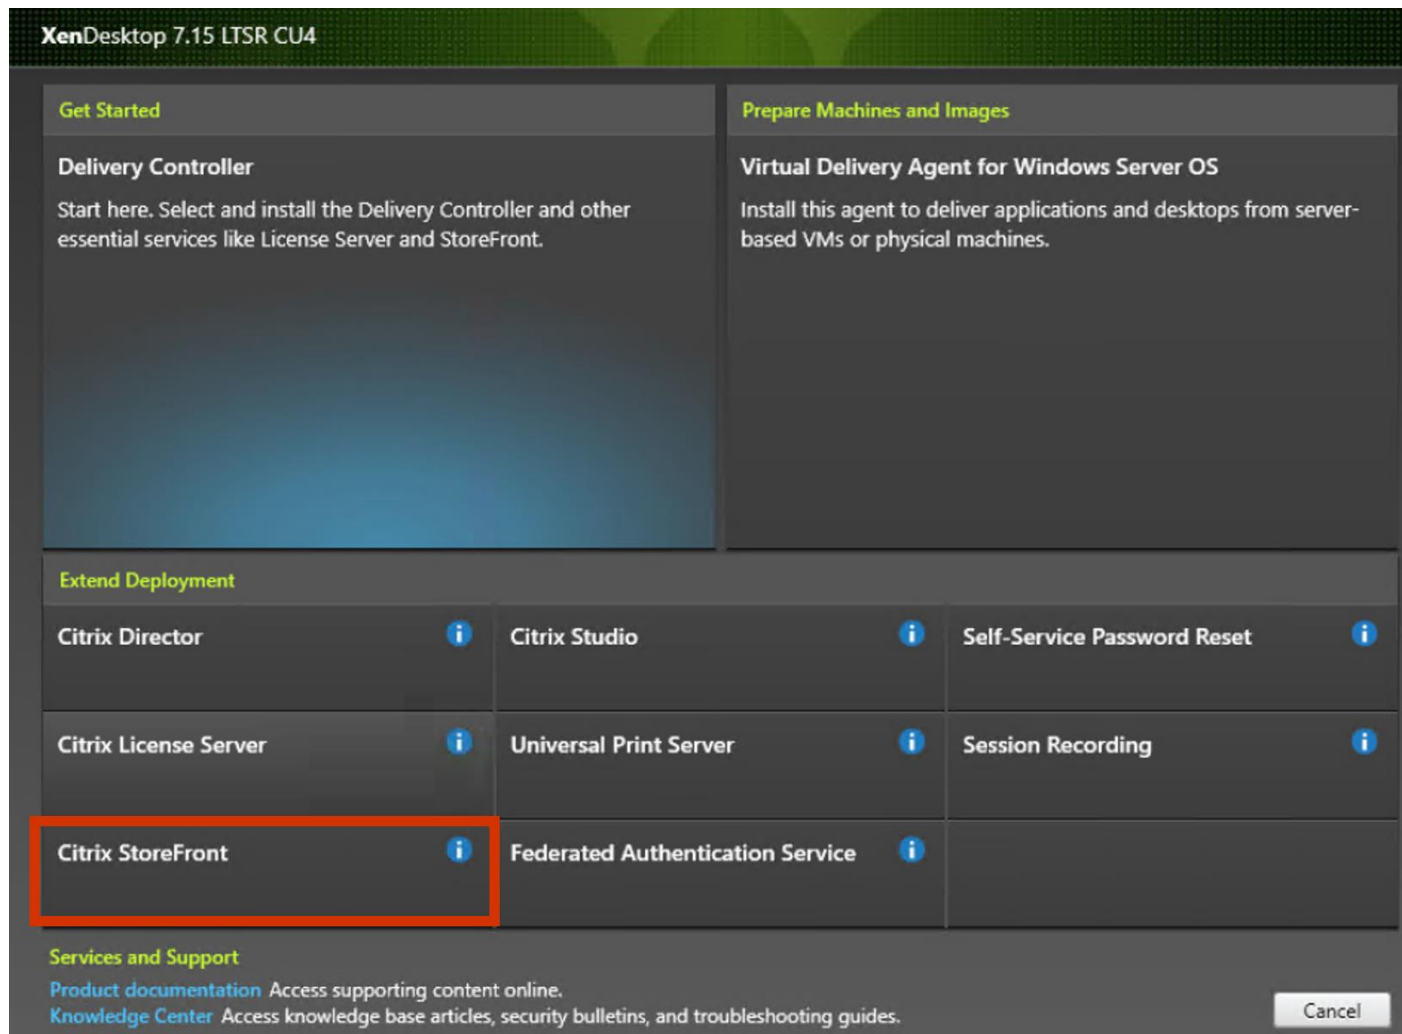 XenDesktop 7.15 LTSR CU4
Get Started
Delivery Controller
Start here. Select and install the Delivery Controller and other
essential services like License Server and StoreFront.
Prepare Machines and Images
Virtual Delivery Agent for Windows Server OS
Install this agent to deliver applications and desktops from server-
based VMs or physical machines.
Extend Deployment
Citrix Director
Citrix Studio
Self-Service Password Reset
Citrix License Server
Universal Print Server
Session Recording
Citrix StoreFront
Federated Authentication Service
Services and Support
Product documentation Access supporting content online.
Knowledge Center Access knowledge base articles, security bulletins, and troubleshooting guides.
Cancel